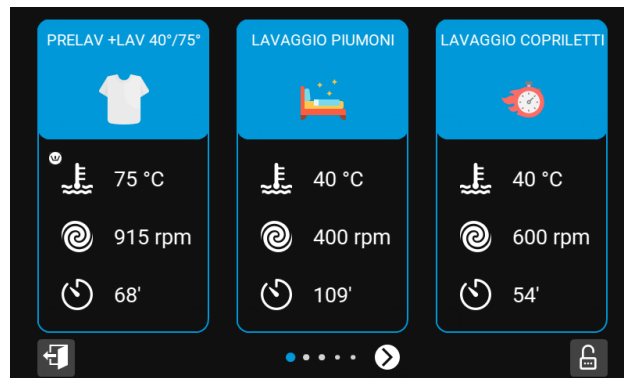 PRELAV +LAV 40°/75°
75 °C
915 rpm
68'
LAVAGGIO PIUMONI
40 °C
400 rpm
109'
LAVAGGIO COPRILETTI
40 °C
600 rpm
54'